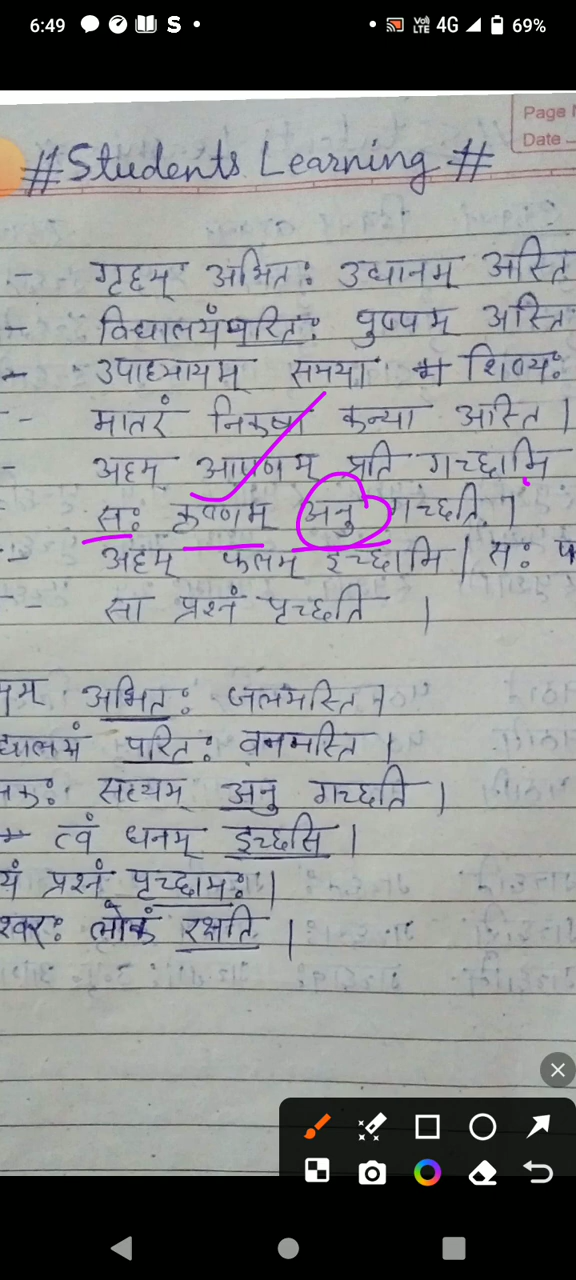 6:49 S 4G 69%
Page
Date
# Students Learning #
- गृहम् अभितः उद्यानम् अस्ति
- विद्यालयं परितः पुष्पम् अस्ति
- उपाध्यायम् समया शिष्यः
- मातरं निकषा कन्या अस्ति ।
- अहम् आपणम् प्रति गच्छामि
सः कृष्णम् अनु गच्छति ।
- अहम् फलम् इच्छामि । सः
- सा प्रश्नं पृच्छति ।
अभितः जलमस्ति ।
परितः वनमस्ति ।
सत्यम् अनु गच्छति ।
त्वं धनम् इच्छसि ।
यं प्रश्नं पृच्छामः ।
श्वरः लोकं रक्षति ।